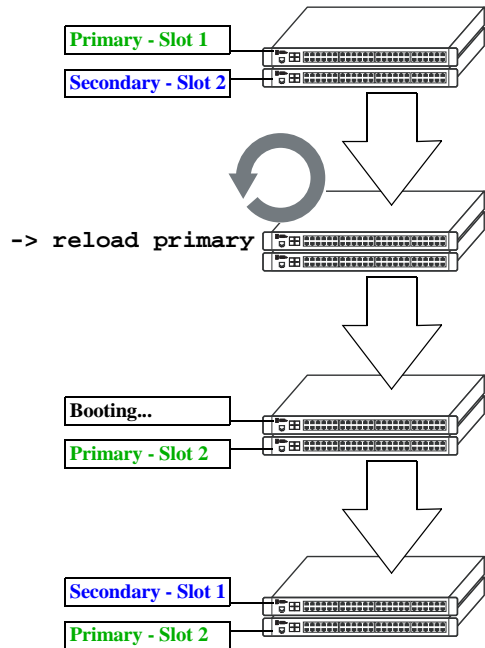 Primary - Slot 1
Secondary - Slot 2
-> reload primary
Booting...
Primary - Slot 2
Secondary - Slot 1
Primary - Slot 2